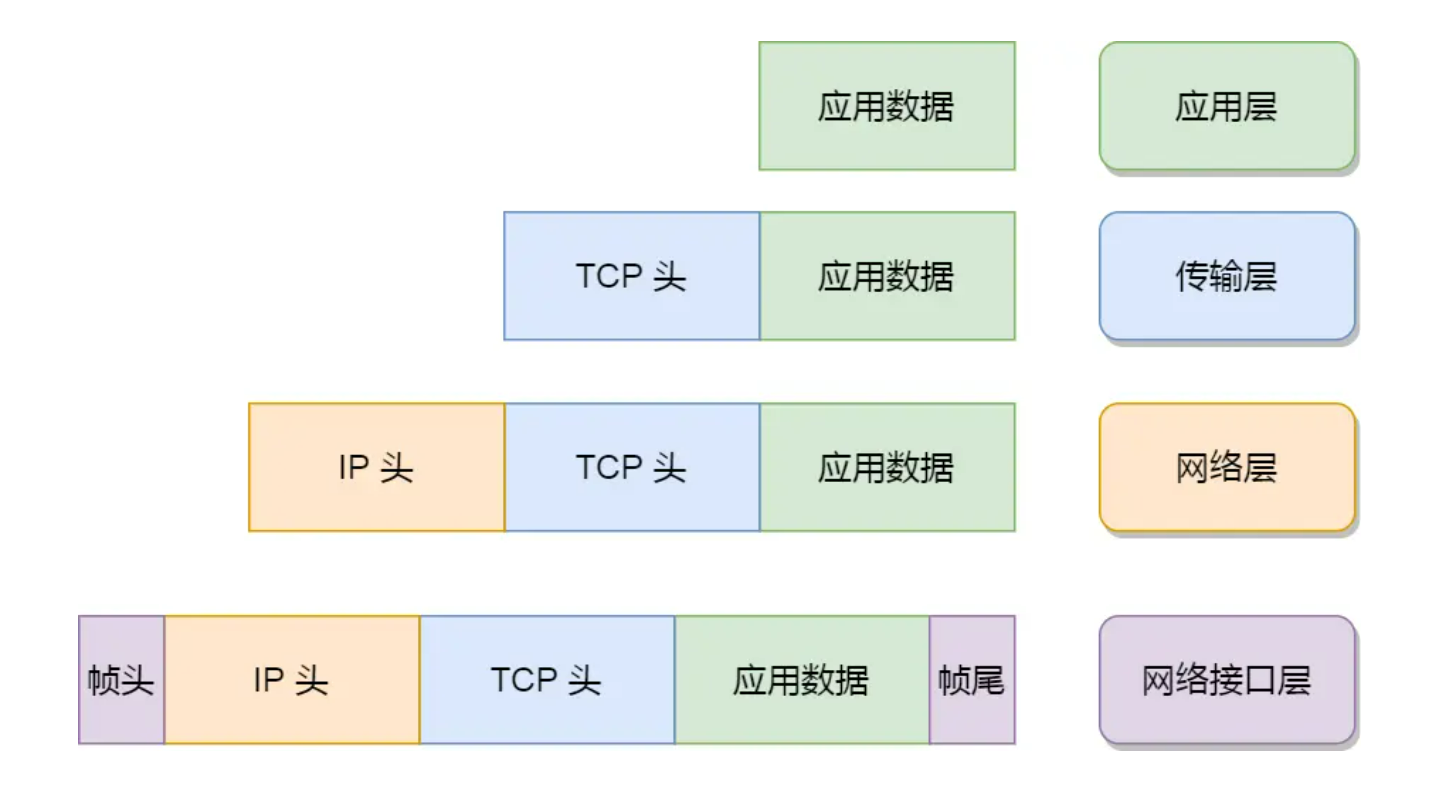 应用数据 应用层
TCP 头 应用数据 传输层
IP 头 TCP 头 应用数据 网络层
帧头 IP 头 TCP 头 应用数据 帧尾 网络接口层